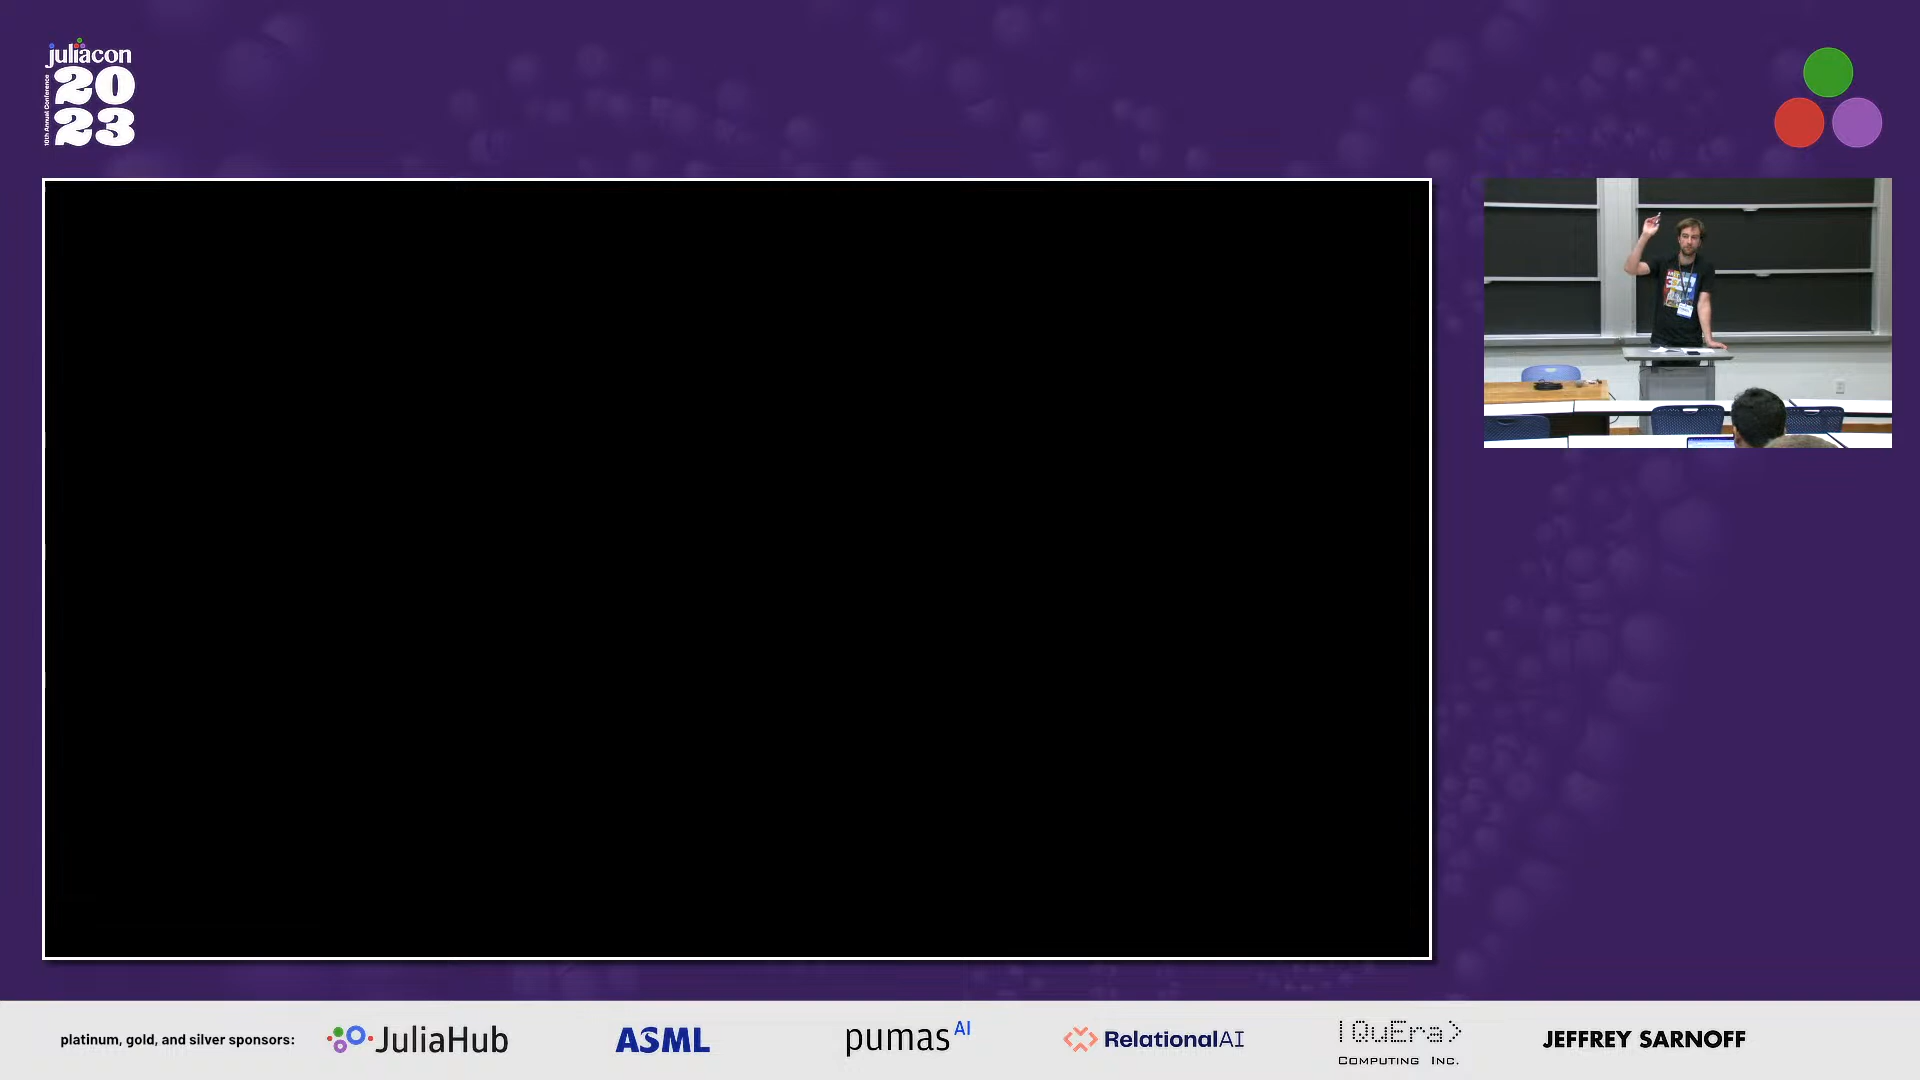 juliacon
20
23
10th Annual Conference
platinum, gold, and silver sponsors:
JuliaHub
ASML
pumas AI
RelationalAI
|QuEra>
COMPUTING INC.
JEFFREY SARNOFF